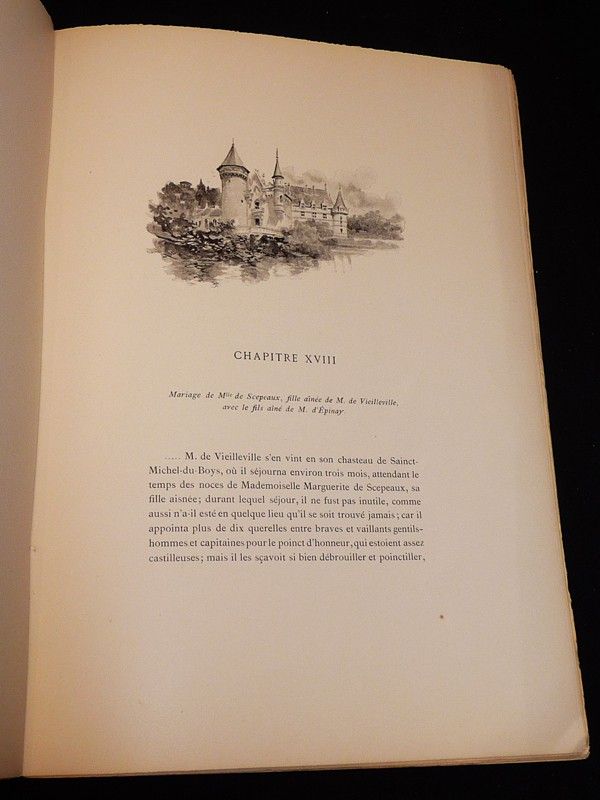 CHAPITRE XVIII
Mariage de Mlle de Scepeaux, fille aînée de M. de Vieilleville,
avec le fils aîné de M. d'Épinay.
..... M. de Vieilleville s'en vint en son chasteau de Sainct-
Michel-du-Boys, où il séjourna environ trois mois, attendant le
temps des noces de Mademoiselle Marguerite de Scepeaux, sa
fille aisnée; durant lequel séjour, il ne fust pas inutile, comme
aussi n'a-il esté en quelque lieu qu'il se soit trouvé jamais; car il
appointa plus de dix querelles entre braves et vaillants gentils-
hommes et capitaines pour le poinct d'honneur, qui estoient assez
castilleuses; mais il les sçavoit si bien débrouiller et poinctiller,